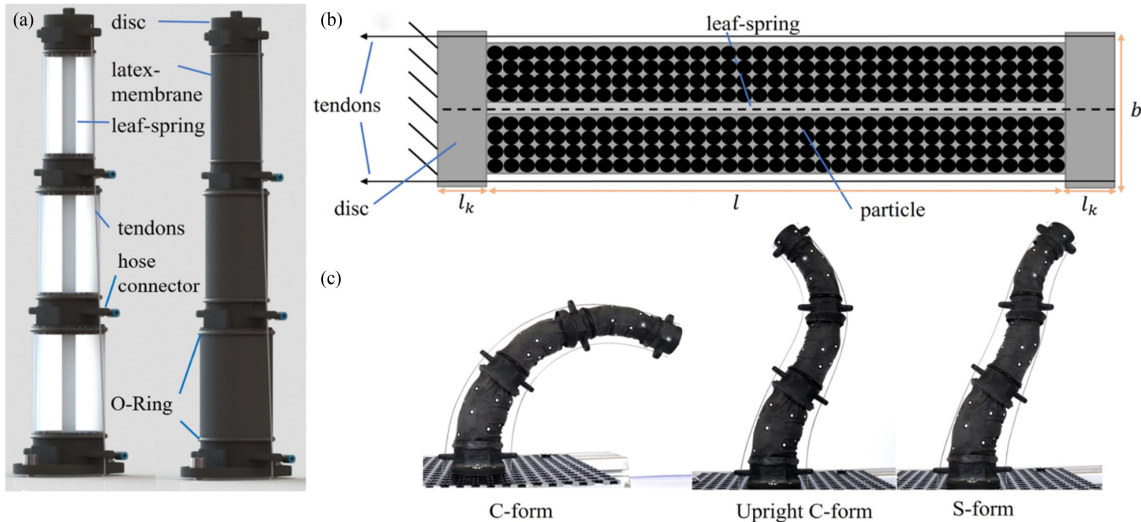 (a)
disc
latex-
membrane
leaf-spring
tendons
hose
connector
O-Ring
(b)
leaf-spring
tendons
b
disc
l_k
l
particle
l_k
(c)
C-form
Upright C-form
S-form